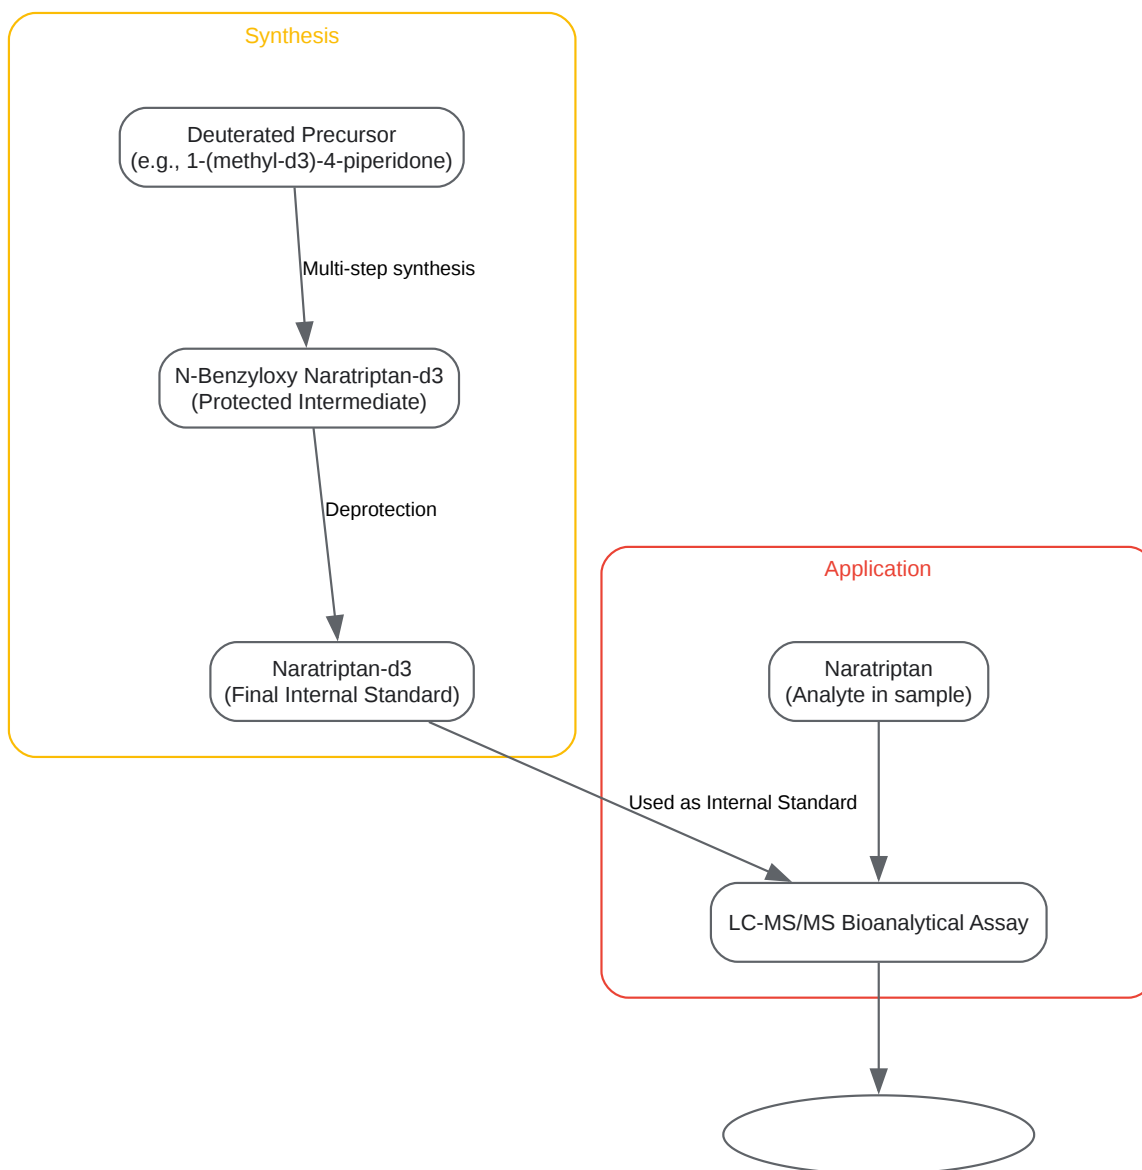 Synthesis
Deuterated Precursor
(e.g., 1-(methyl-d3)-4-piperidone)
Multi-step synthesis
N-Benzyloxy Naratriptan-d3
(Protected Intermediate)
Deprotection
Naratriptan-d3
(Final Internal Standard)
Application
Naratriptan
(Analyte in sample)
Used as Internal Standard
LC-MS/MS Bioanalytical Assay